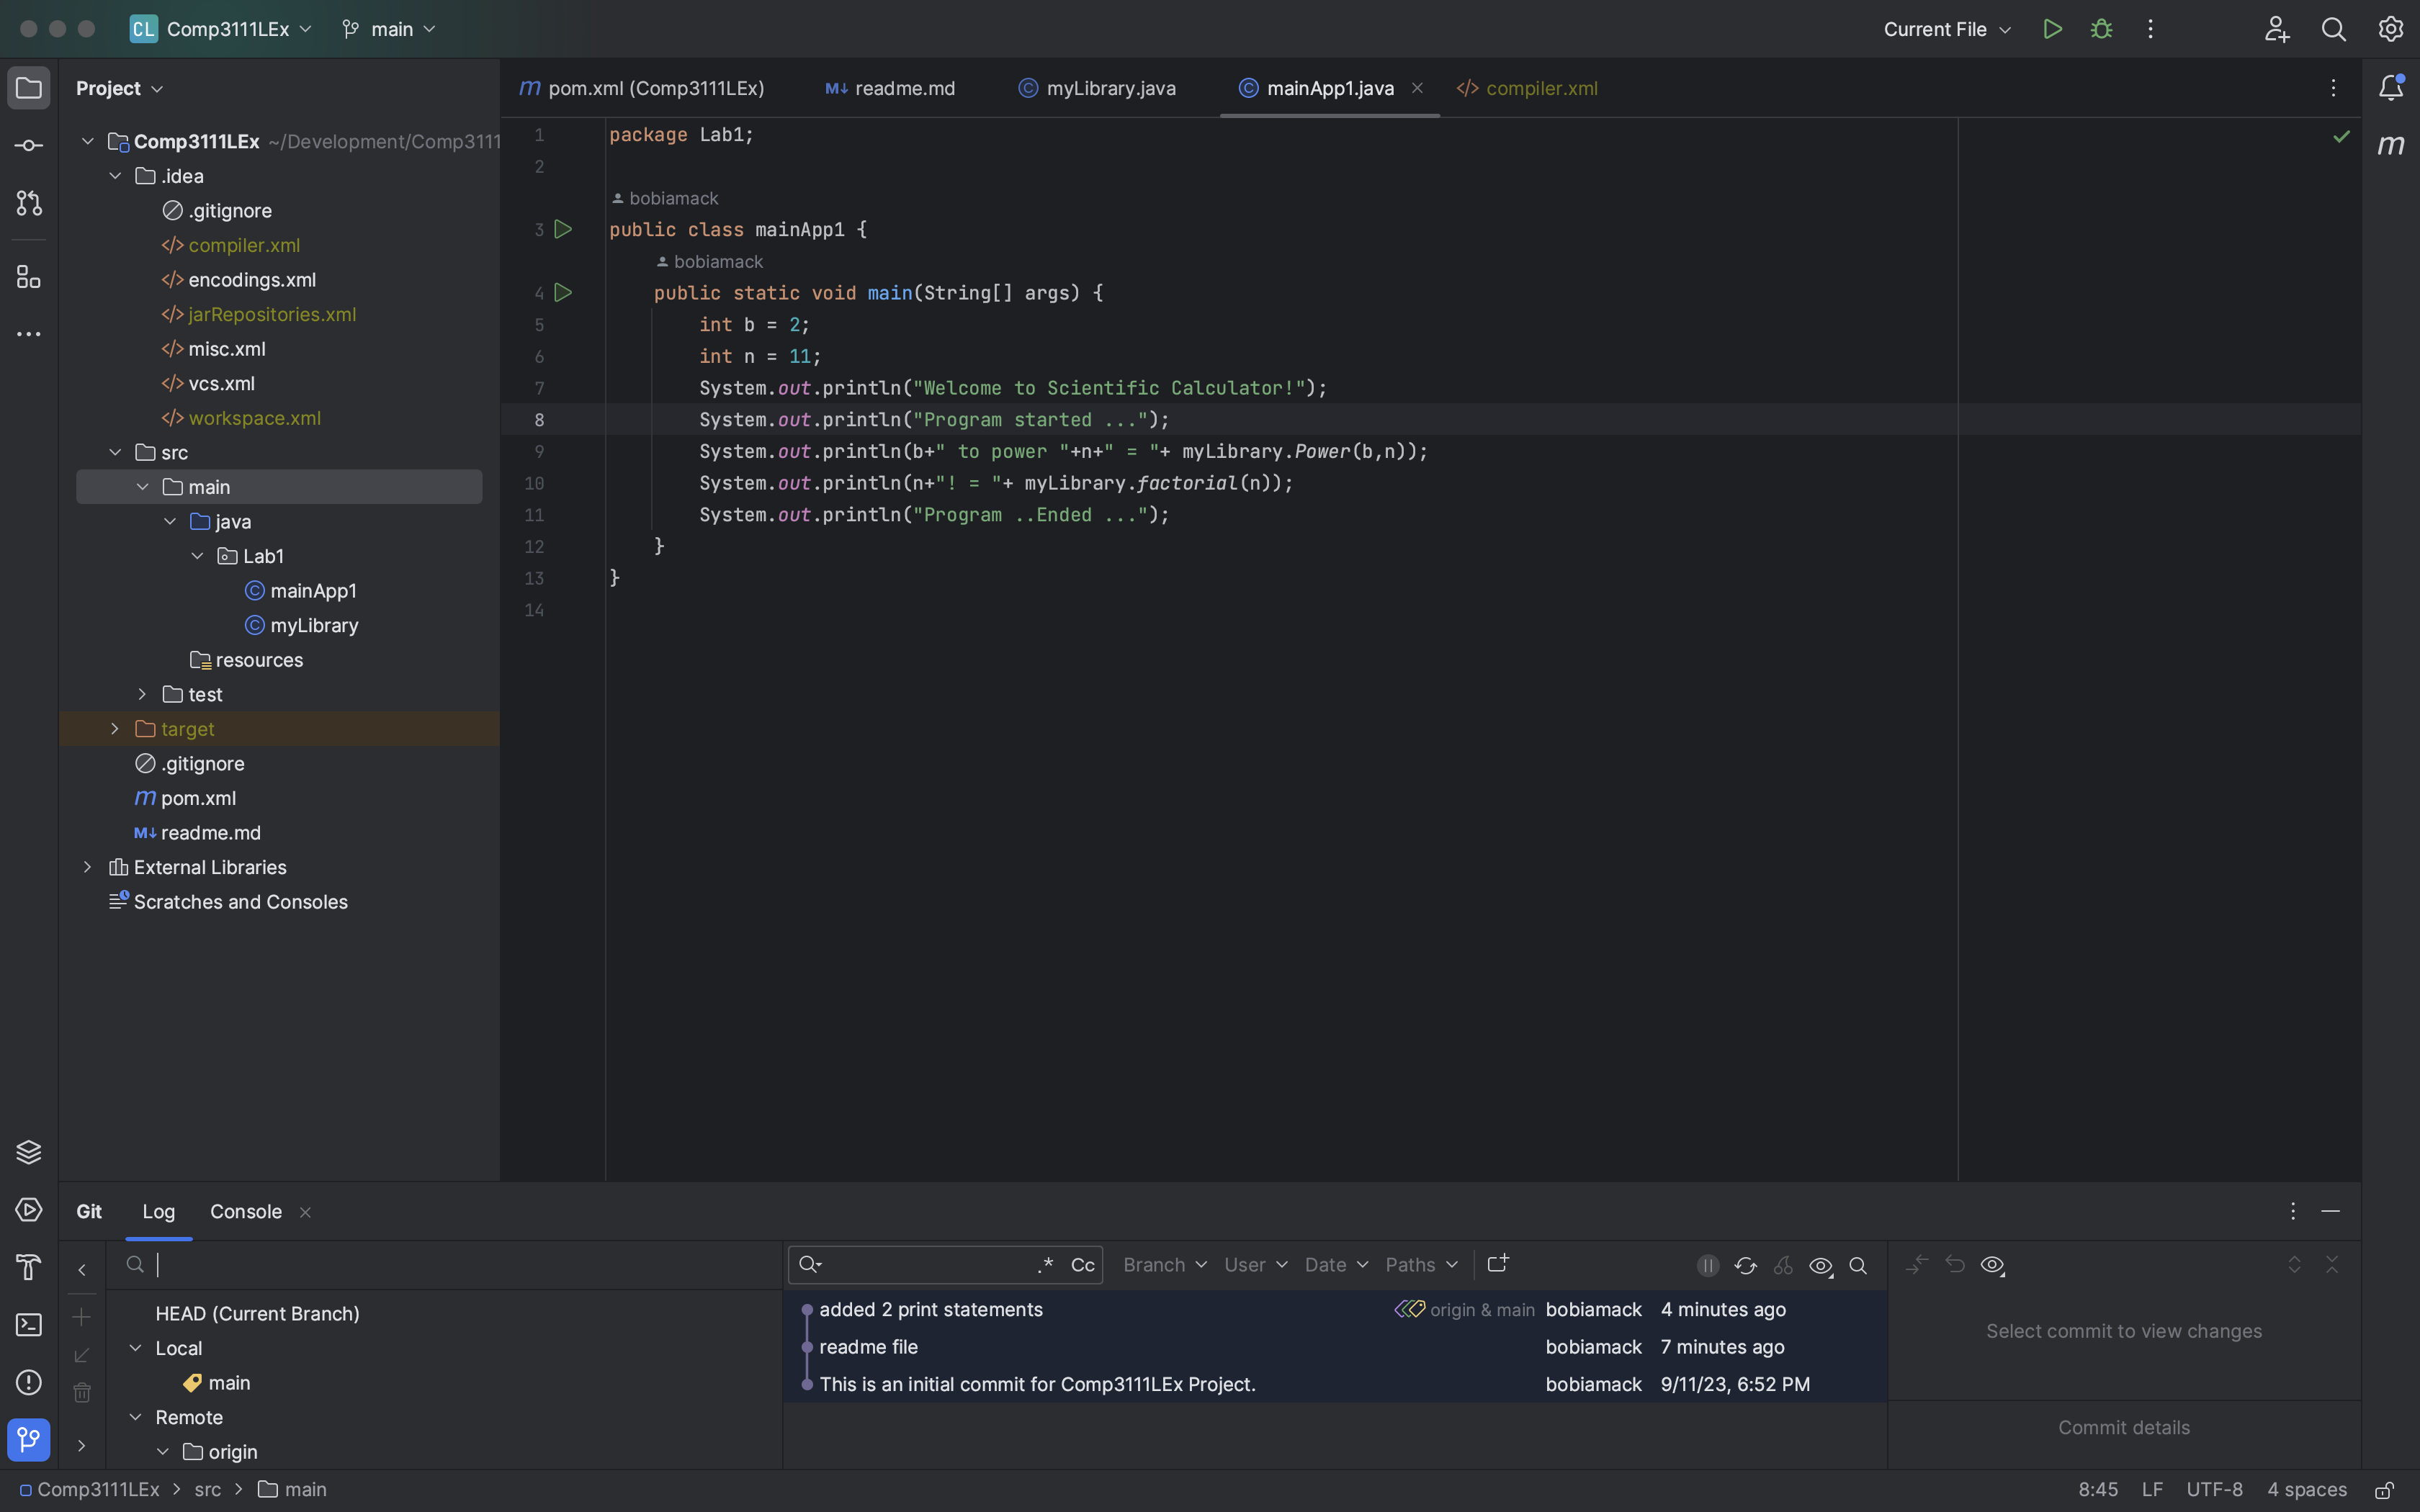 CL Comp3111LEx main Current File
Project
pom.xml (Comp3111LEx) readme.md myLibrary.java mainApp1.java compiler.xml
Comp3111LEx ~/Development/Comp3111
.idea
.gitignore
compiler.xml
encodings.xml
jarRepositories.xml
misc.xml
vcs.xml
workspace.xml
src
main
java
Lab1
mainApp1
myLibrary
resources
test
target
.gitignore
pom.xml
readme.md
External Libraries
Scratches and Consoles
1 package Lab1;
2
bobiamack
3 public class mainApp1 {
bobiamack
4 public static void main(String[] args) {
5 int b = 2;
6 int n = 11;
7 System.out.println("Welcome to Scientific Calculator!");
8 System.out.println("Program started ...");
9 System.out.println(b+" to power "+n+" = "+ myLibrary.Power(b,n));
10 System.out.println(n+"! = "+ myLibrary.factorial(n));
11 System.out.println("Program ..Ended ...");
12 }
13 }
14
Git Log Console
HEAD (Current Branch)
Local
main
Remote
origin
.* Cc Branch User Date Paths
added 2 print statements origin & main bobiamack 4 minutes ago
readme file bobiamack 7 minutes ago
This is an initial commit for Comp3111LEx Project. bobiamack 9/11/23, 6:52 PM
Select commit to view changes
Commit details
Comp3111LEx > src > main 8:45 LF UTF-8 4 spaces